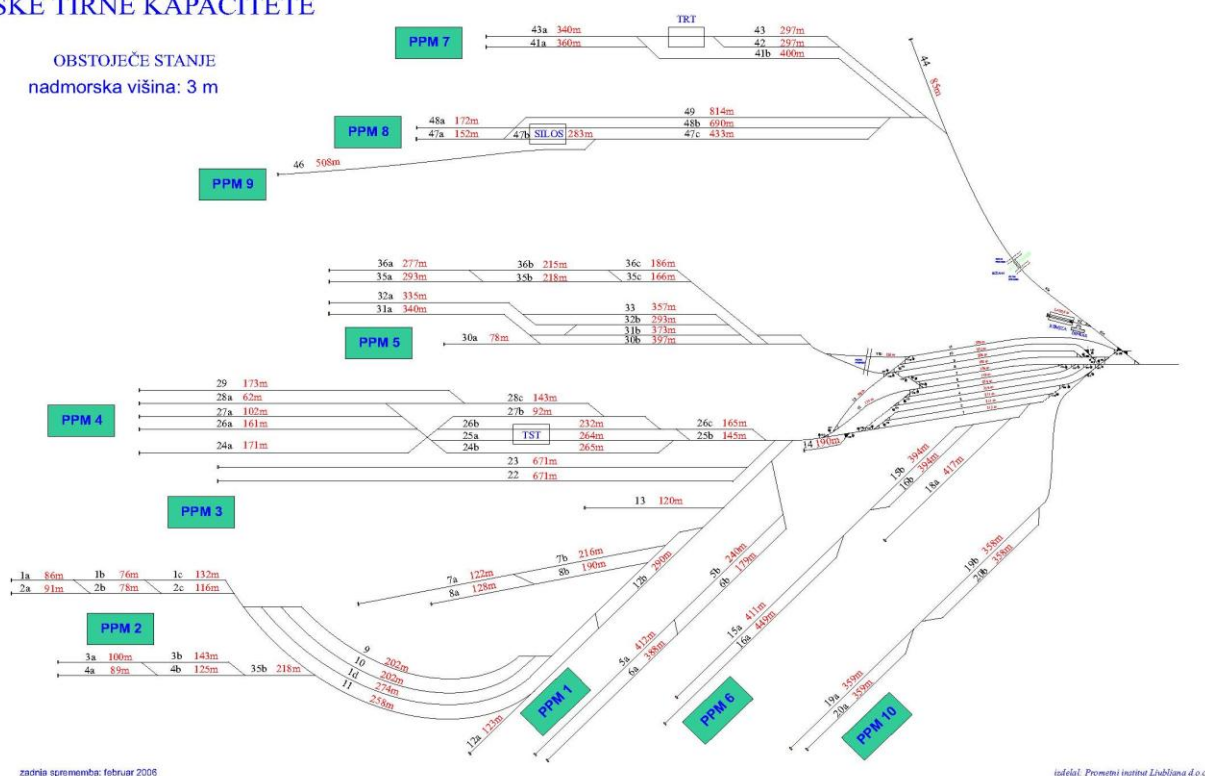 SKE TIRNE KAPACITETE
OBSTOJEČE STANJE
nadmorska višina: 3 m
PPM 7
43a 340m
41a 360m
TRT
43 297m
42 297m
41b 400m
44
85m
PPM 8
48a 172m
47a 152m
47b SILOS 283m
49 814m
48b 690m
47c 433m
46 508m
PPM 9
36a 277m
36b 215m
36c 186m
35a 293m
35b 218m
35c 166m
32a 335m
31a 340m
33 357m
32b 293m
31b 373m
30b 397m
PPM 5
30a 78m
29 173m
28a 62m
28c 143m
PPM 4
27a 102m
27b 92m
26a 161m
26b 232m
26c 165m
25a TST 264m
25b 145m
24a 171m
24b 265m
14 190m
23 671m
22 671m
PPM 3
13 120m
15b 394m
16b 394m
18a 417m
7b 216m
8b 190m
7a 122m
8a 128m
12b 290m
5b 240m
6b 179m
19b 358m
20b 358m
1a 86m
1b 76m
1c 132m
2a 91m
2b 78m
2c 116m
PPM 2
3a 100m
3b 143m
4a 89m
4b 125m
35b 218m
9 202m
10 202m
1d 274m
11 258m
12a 123m
PPM 1
5a 412m
6a 388m
15a 411m
16a 449m
PPM 6
19a 359m
20a 359m
PPM 10
zadnja sprememba: februar 2006
izdelal: Prometni institut Ljubljana d.o.o